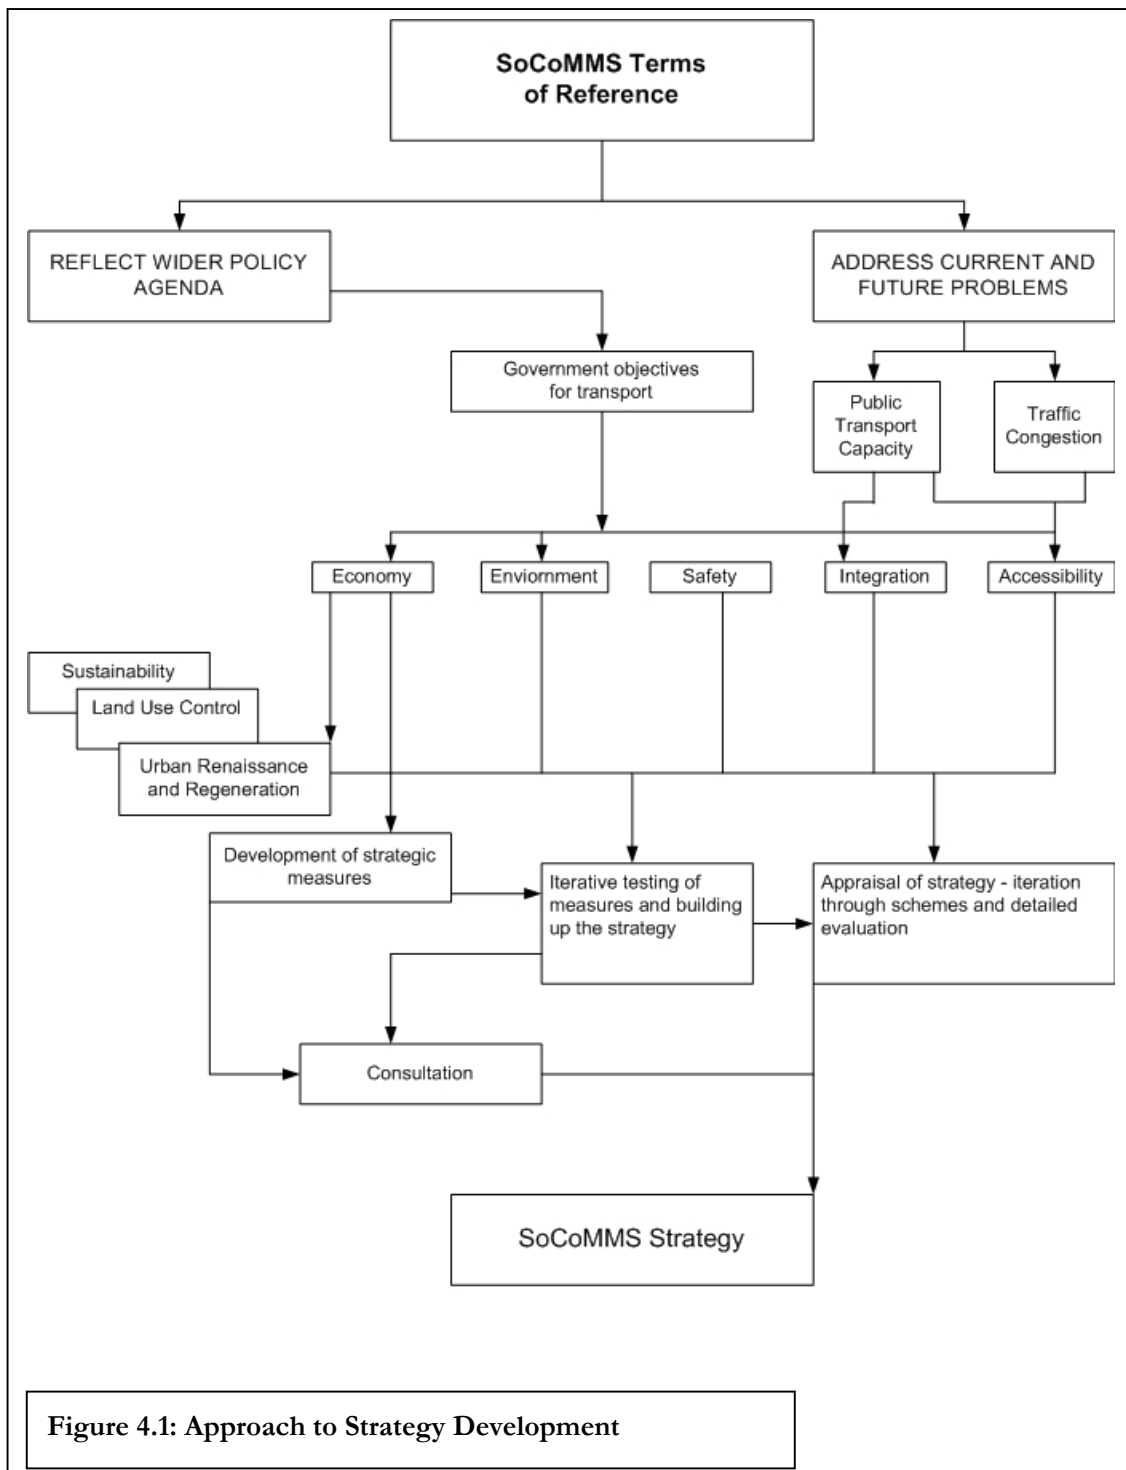 SoCoMMS Terms
of Reference
REFLECT WIDER POLICY
AGENDA
ADDRESS CURRENT AND
FUTURE PROBLEMS
Government objectives
for transport
Public
Transport
Capacity
Traffic
Congestion
Economy
Enviornment
Safety
Integration
Accessibility
Sustainability
Land Use Control
Urban Renaissance
and Regeneration
Development of strategic
measures
Iterative testing of
measures and building
up the strategy
Appraisal of strategy - iteration
through schemes and detailed
evaluation
Consultation
SoCoMMS Strategy
Figure 4.1: Approach to Strategy Development